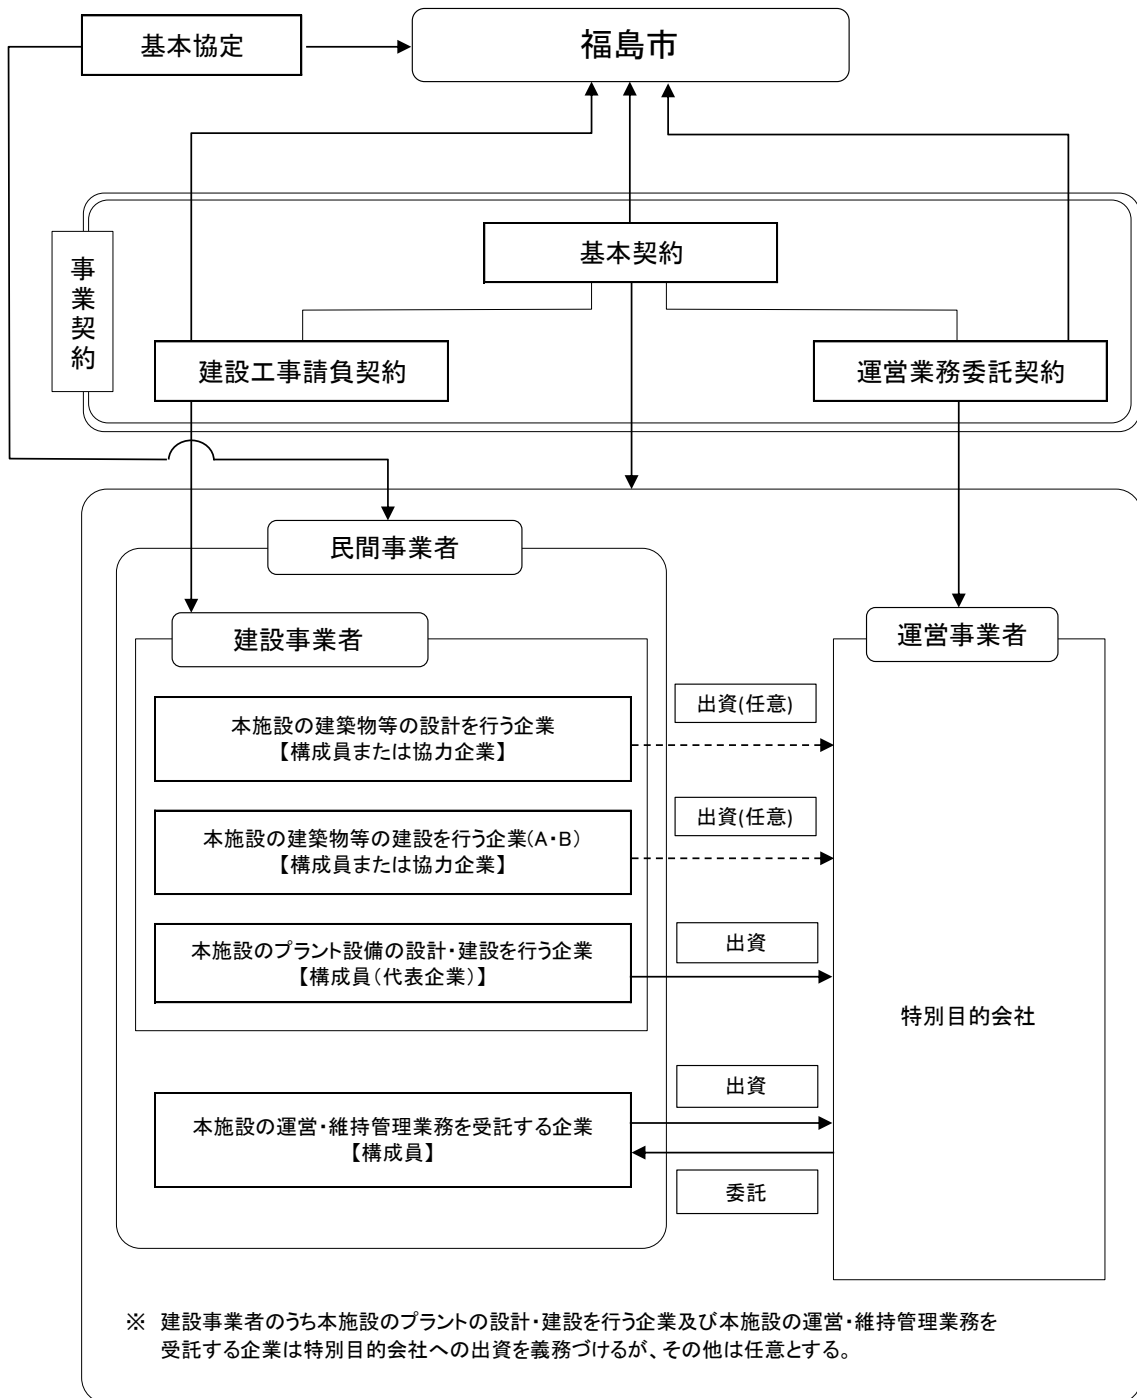 基本協定
福島市
事業契約
基本契約
建設工事請負契約
運営業務委託契約
民間事業者
建設事業者
運営事業者
本施設の建築物等の設計を行う企業
【構成員または協力企業】
出資(任意)
本施設の建築物等の建設を行う企業(A・B)
【構成員または協力企業】
出資(任意)
本施設のプラント設備の設計・建設を行う企業
【構成員(代表企業)】
出資
特別目的会社
本施設の運営・維持管理業務を受託する企業
【構成員】
出資
委託
※ 建設事業者のうち本施設のプラントの設計・建設を行う企業及び本施設の運営・維持管理業務を
受託する企業は特別目的会社への出資を義務づけるが、その他は任意とする。